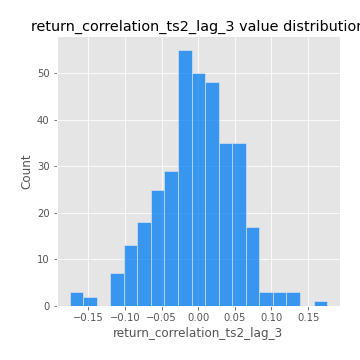 return_correlation_ts2_lag_3 value distribution
50
40
30
20
10
0
Count
−0.15 −0.10 −0.05 0.00 0.05 0.10 0.15
return_correlation_ts2_lag_3